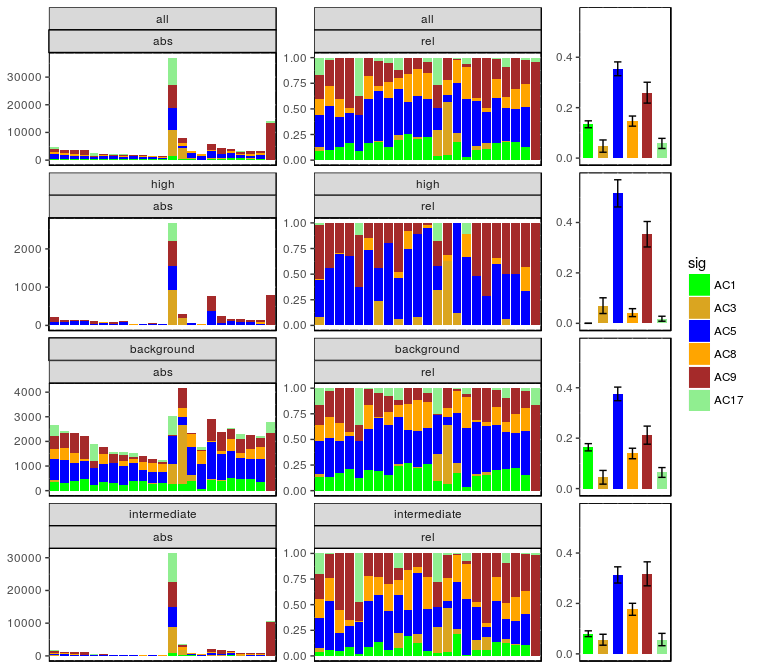 all all
abs rel
30000 1.00 0.4
20000 0.75
10000 0.50 0.2
0 0.25
0.00 0.0
high high
abs rel
2000 1.00 0.4
1000 0.75
0 0.50 0.2
0.25
0.00 0.0
sig
AC1
AC3
AC5
AC8
AC9
AC17
background background
abs rel
4000 1.00 0.4
3000 0.75
2000 0.50 0.2
1000 0.25
0 0.00 0.0
intermediate intermediate
abs rel
30000 1.00 0.4
20000 0.75
10000 0.50 0.2
0 0.25
0.00 0.0